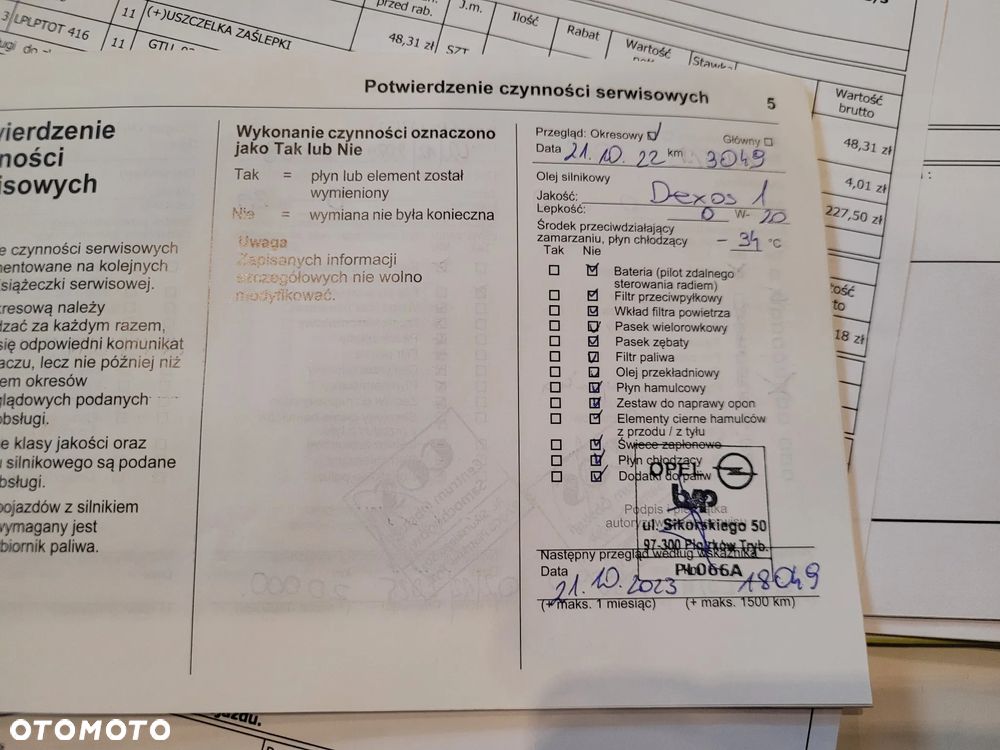 3
LPLPTOT 416
11
(+)USZCZELKA ZAŚLEPKI
11
przed rab.
48,31 zł
J.m.
SZT
Ilość
Rabat
Wartość
Stawka
Wartość
brutto
48,31 zł
4,01 zł
227,50 zł
18 zł
Potwierdzenie czynności serwisowych
5
wierdzenie
ności
isowych
e czynności serwisowych
mentowane na kolejnych
siążeczki serwisowej.
kresową należy
dzać za każdym razem,
się odpowiedni komunikat
aczu, lecz nie później niż
em okresów
glądowych podanych
obsługi.
e klasy jakości oraz
u silnikowego są podane
bsługi.
pojazdów z silnikiem
wymagany jest
biornik paliwa.
Wykonanie czynności oznaczono
jako Tak lub Nie
Tak = płyn lub element został
wymieniony
Nie = wymiana nie była konieczna
Uwaga
Zapisanych informacji
szczegółowych nie wolno
modyfikować.
Przegląd: Okresowy Główny
Data 21.10.22 km 3049
Olej silnikowy
Jakość: Dexos 1
Lepkość: 0 W- 20
Środek przeciwdziałający
zamarzaniu, płyn chłodzący - 34 °C
Tak Nie
Bateria (pilot zdalnego
sterowania radiem)
Filtr przeciwpyłkowy
Wkład filtra powietrza
Pasek wielorowkowy
Pasek zębaty
Filtr paliwa
Olej przekładniowy
Płyn hamulcowy
Zestaw do naprawy opon
Elementy cierne hamulców
z przodu / z tyłu
Świece zapłonowe
Płyn chłodzący
Dodatki do paliw
OPEL
ul. Sikorskiego 50
97-300 Piotrków Tryb.
PL066A
Następny przegląd według wskaźnika
Data
21.10.2023 18049
(+ maks. 1 miesiąc) (+ maks. 1500 km)
OTOMOTO